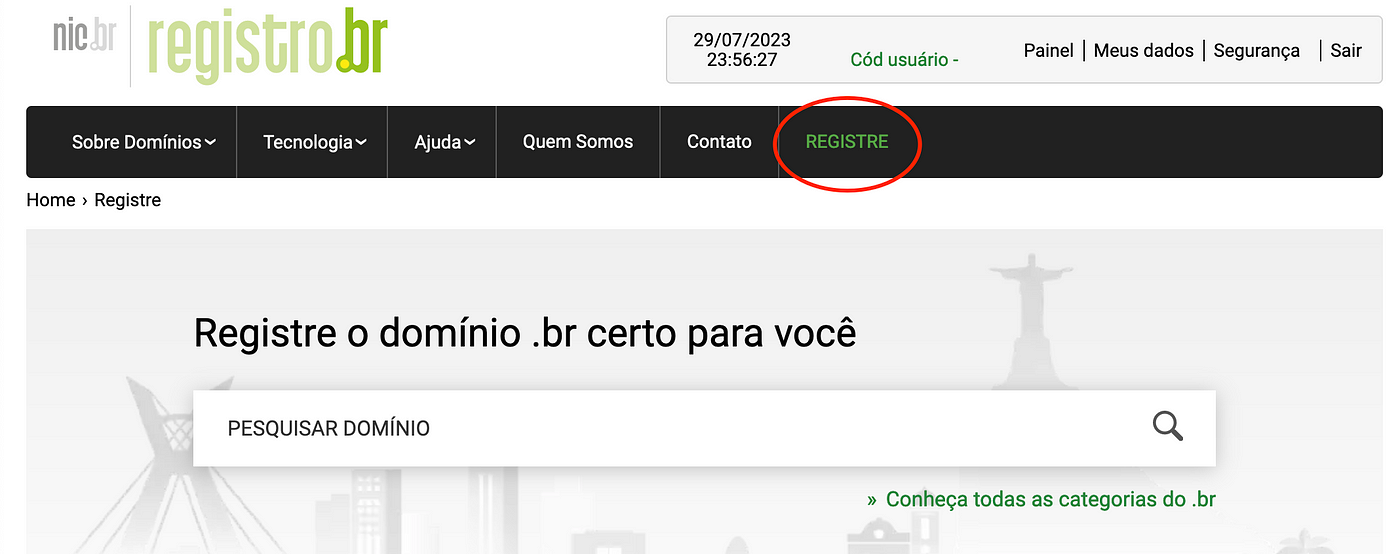 nic.br
registro.br
29/07/2023
23:56:27
Cód usuário -
Painel | Meus dados | Segurança | Sair
Sobre Domínios
Tecnologia
Ajuda
Quem Somos
Contato
REGISTRE
Home › Registre
Registre o domínio .br certo para você
PESQUISAR DOMÍNIO
» Conheça todas as categorias do .br